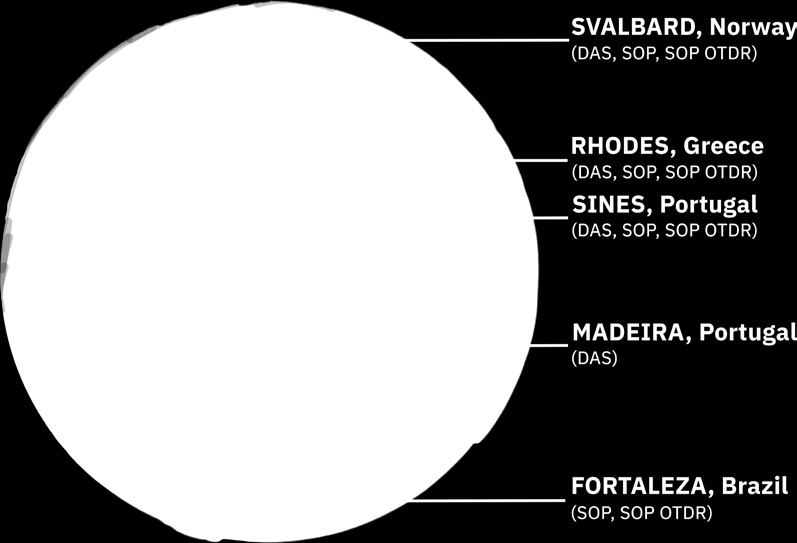 SVALBARD, Norway
(DAS, SOP, SOP OTDR)
RHODES, Greece
(DAS, SOP, SOP OTDR)
SINES, Portugal
(DAS, SOP, SOP OTDR)
MADEIRA, Portugal
(DAS)
FORTALEZA, Brazil
(SOP, SOP OTDR)